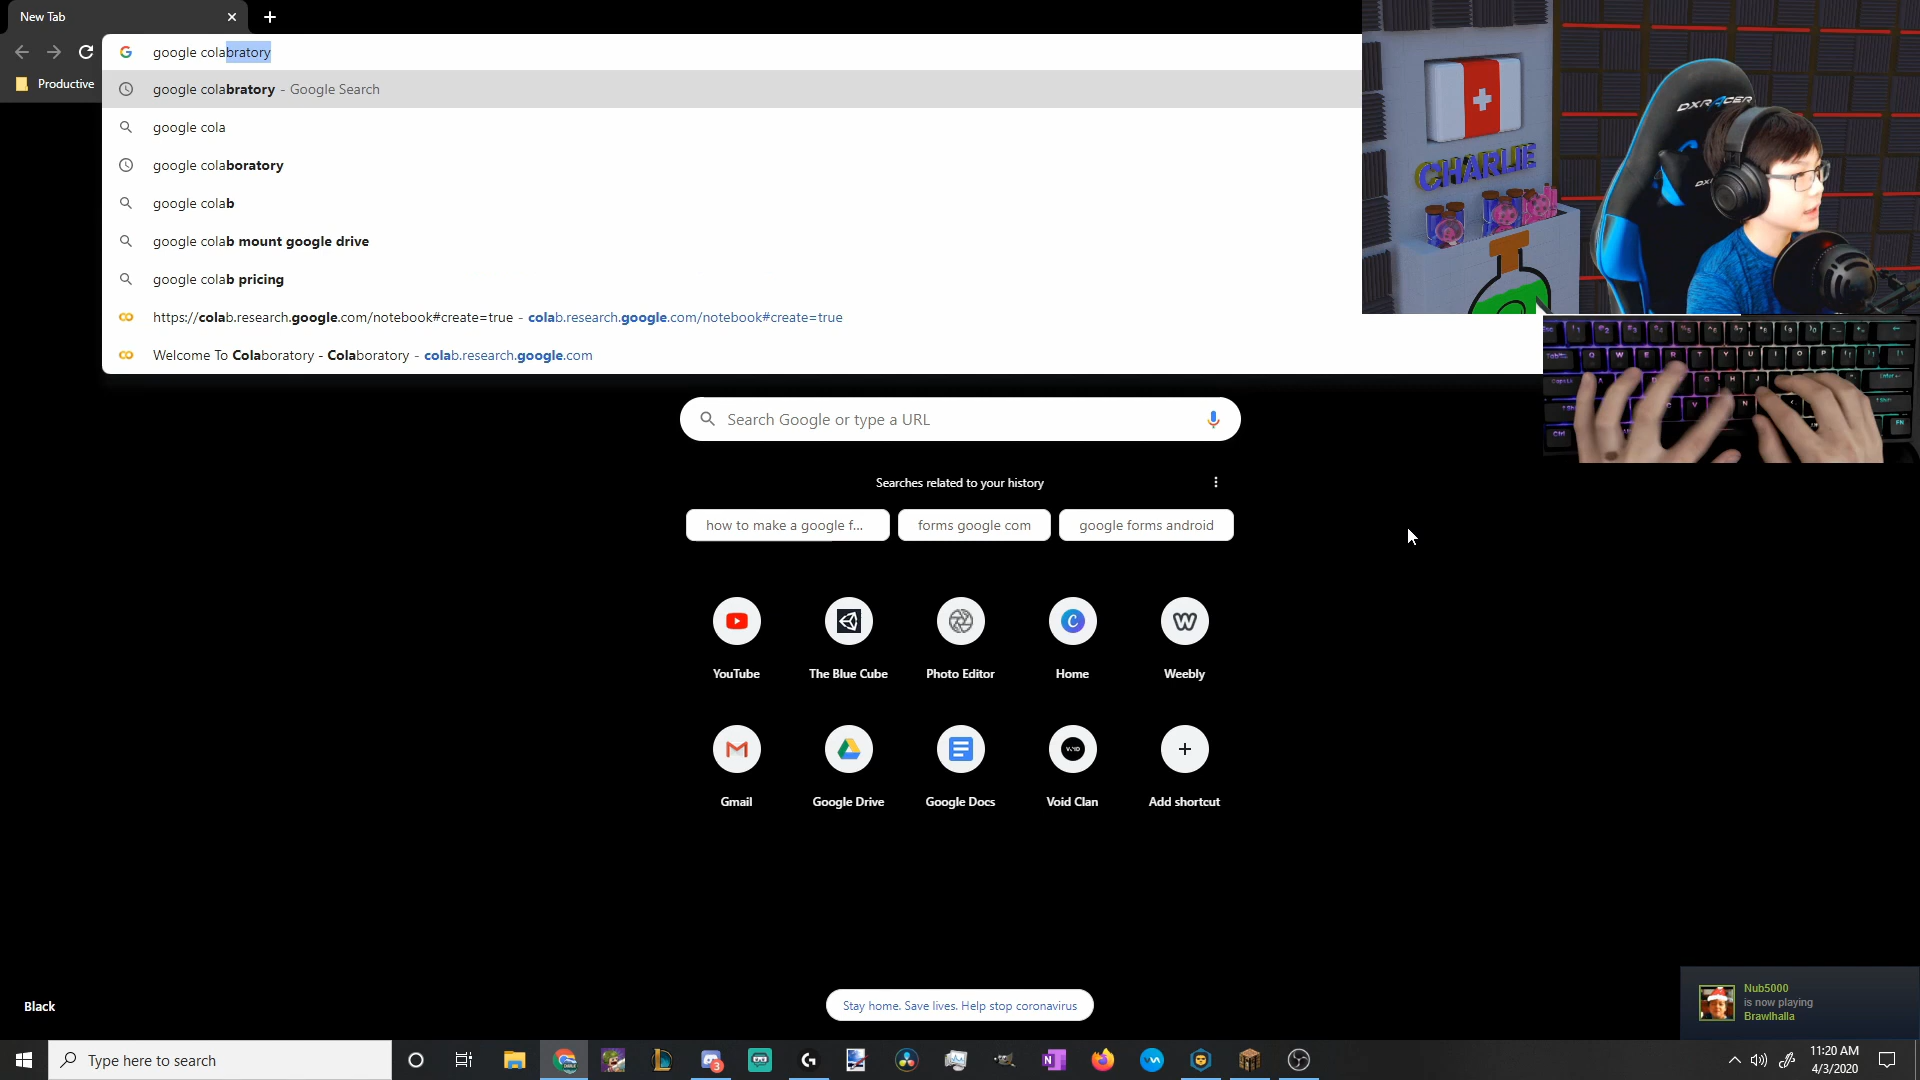 New Tab
google colabratory
Productive
google colabratory - Google Search
google cola
google colaboratory
google colab
google colab mount google drive
google colab pricing
https://colab.research.google.com/notebook#create=true - colab.research.google.com/notebook#create=true
Welcome To Colaboratory - Colaboratory - colab.research.google.com
DXRACER
CHARLIE
Search Google or type a URL
Searches related to your history
how to make a google f...
forms google com
google forms android
YouTube
The Blue Cube
Photo Editor
Home
Weebly
Gmail
Google Drive
Google Docs
Void Clan
Add shortcut
Black
Stay home. Save lives. Help stop coronavirus
Nub5000
is now playing
Brawlhalla
Type here to search
3
11:20 AM
4/3/2020